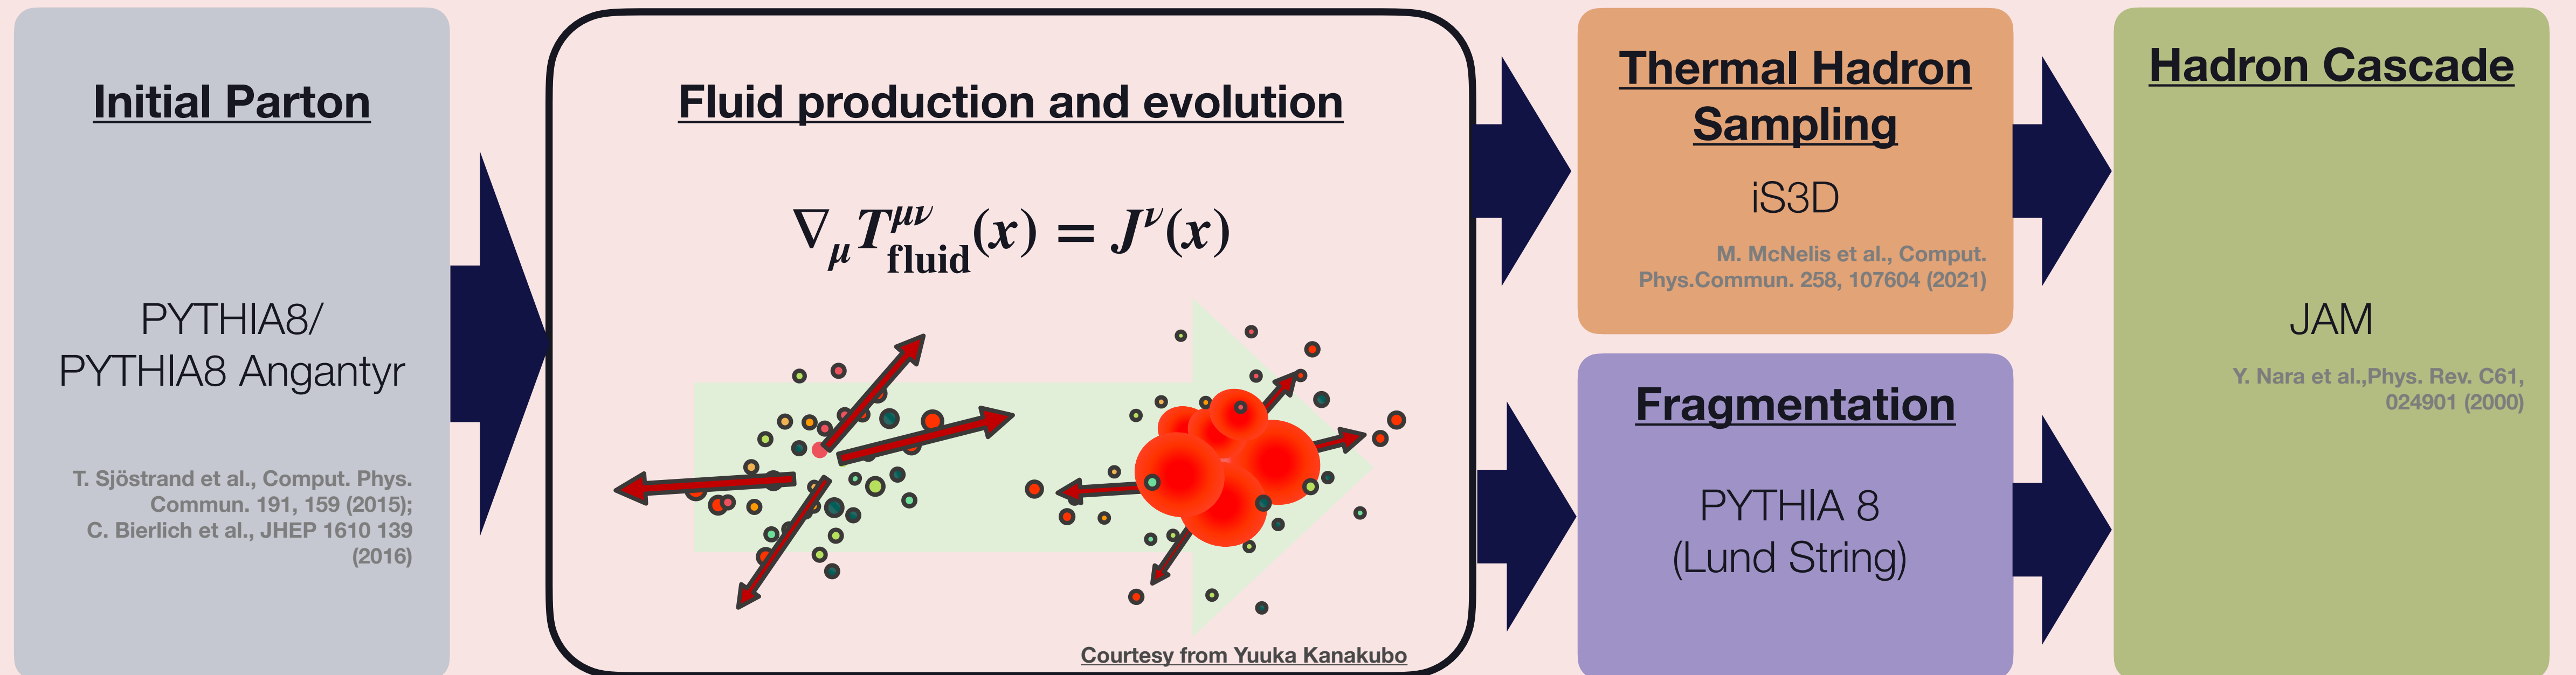 Initial Parton
PYTHIA8/
PYTHIA8 Angantyr
T. Sjöstrand et al., Comput. Phys.
Commun. 191, 159 (2015);
C. Bierlich et al., JHEP 1610 139
(2016)
Fluid production and evolution
∇_μ T^{μν}_{fluid}(x) = J^ν(x)
Courtesy from Yuuka Kanakubo
Thermal Hadron
Sampling
iS3D
M. McNelis et al., Comput.
Phys.Commun. 258, 107604 (2021)
Fragmentation
PYTHIA 8
(Lund String)
Hadron Cascade
JAM
Y. Nara et al.,Phys. Rev. C61,
024901 (2000)